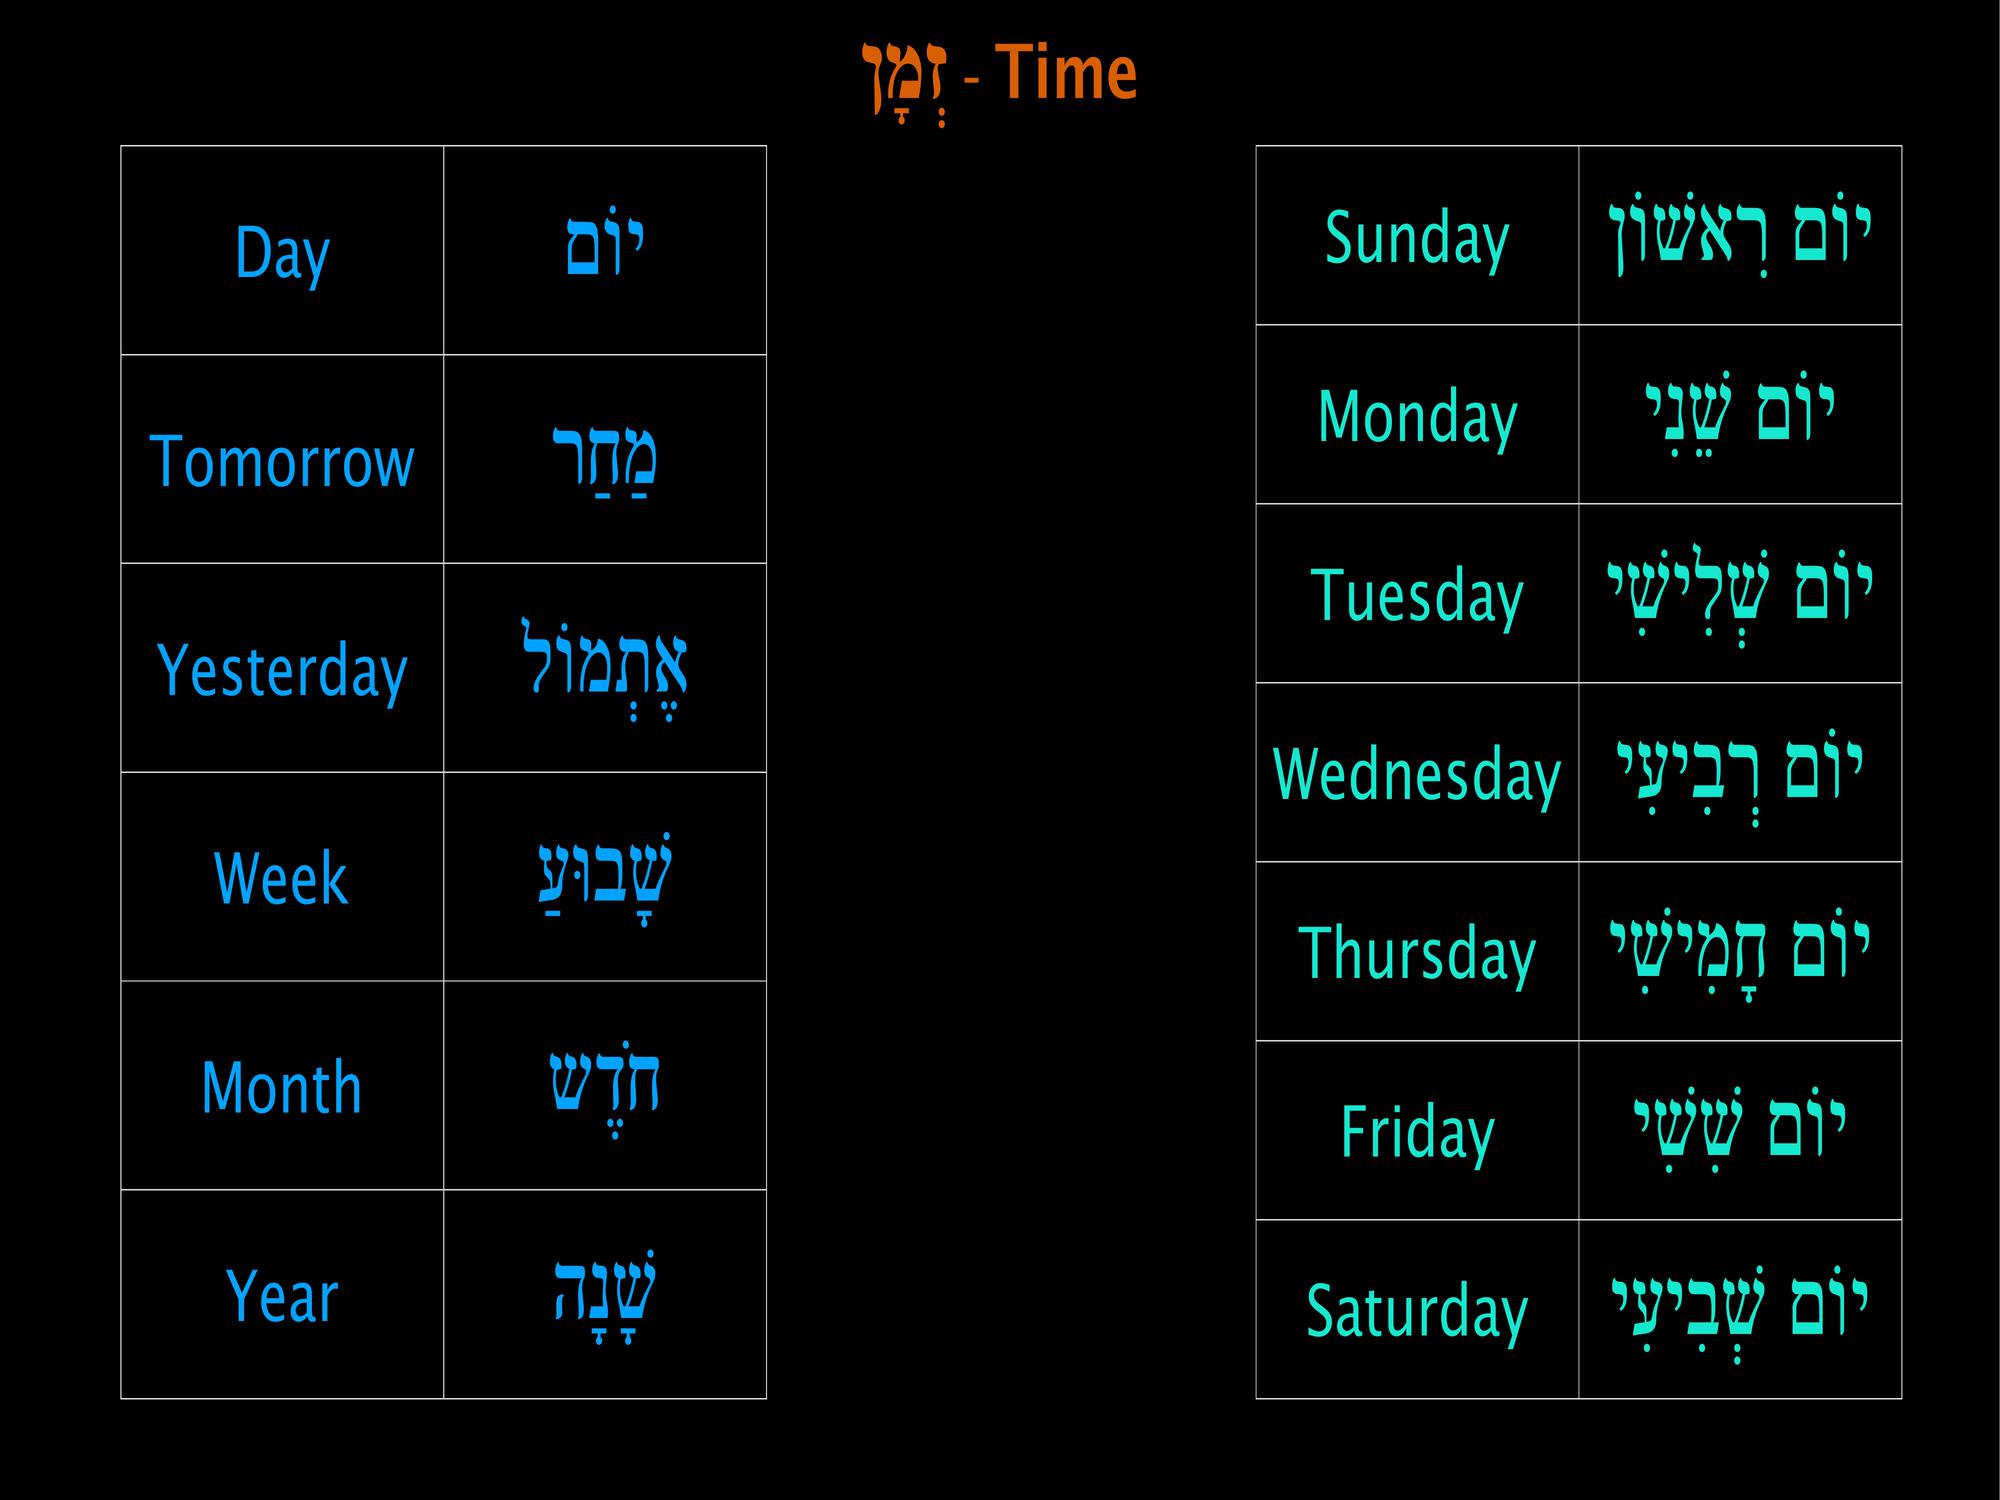 זְמָן - Time
Day יוֹם
Tomorrow מַחַר
Yesterday אֶתְמוֹל
Week שָׁבוּעַ
Month חֹדֶשׁ
Year שָׁנָה
Sunday יוֹם רִאשׁוֹן
Monday יוֹם שֵׁנִי
Tuesday יוֹם שְׁלִישִׁי
Wednesday יוֹם רְבִיעִי
Thursday יוֹם חָמִישִׁי
Friday יוֹם שִׁשִׁי
Saturday יוֹם שְׁבִיעִי